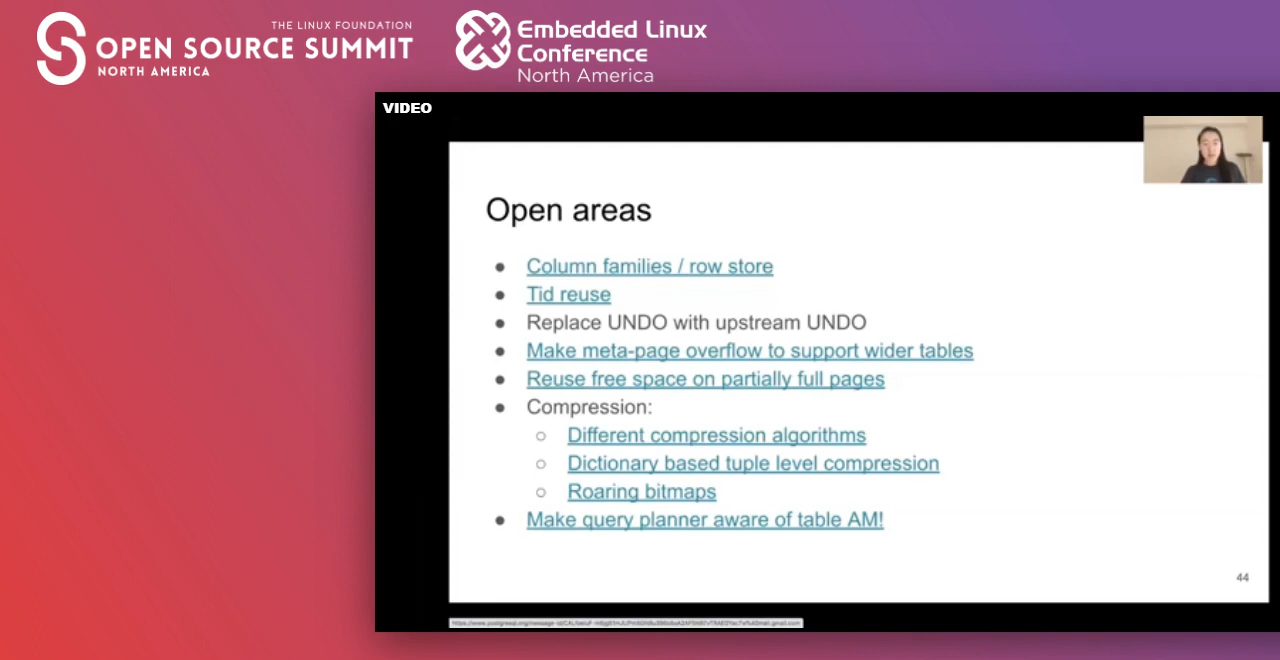 THE LINUX FOUNDATION
OPEN SOURCE SUMMIT
NORTH AMERICA
Embedded Linux
Conference
North America
VIDEO
Open areas
● Column families / row store
● Tid reuse
● Replace UNDO with upstream UNDO
● Make meta-page overflow to support wider tables
● Reuse free space on partially full pages
● Compression:
○ Different compression algorithms
○ Dictionary based tuple level compression
○ Roaring bitmaps
● Make query planner aware of table AM!
44